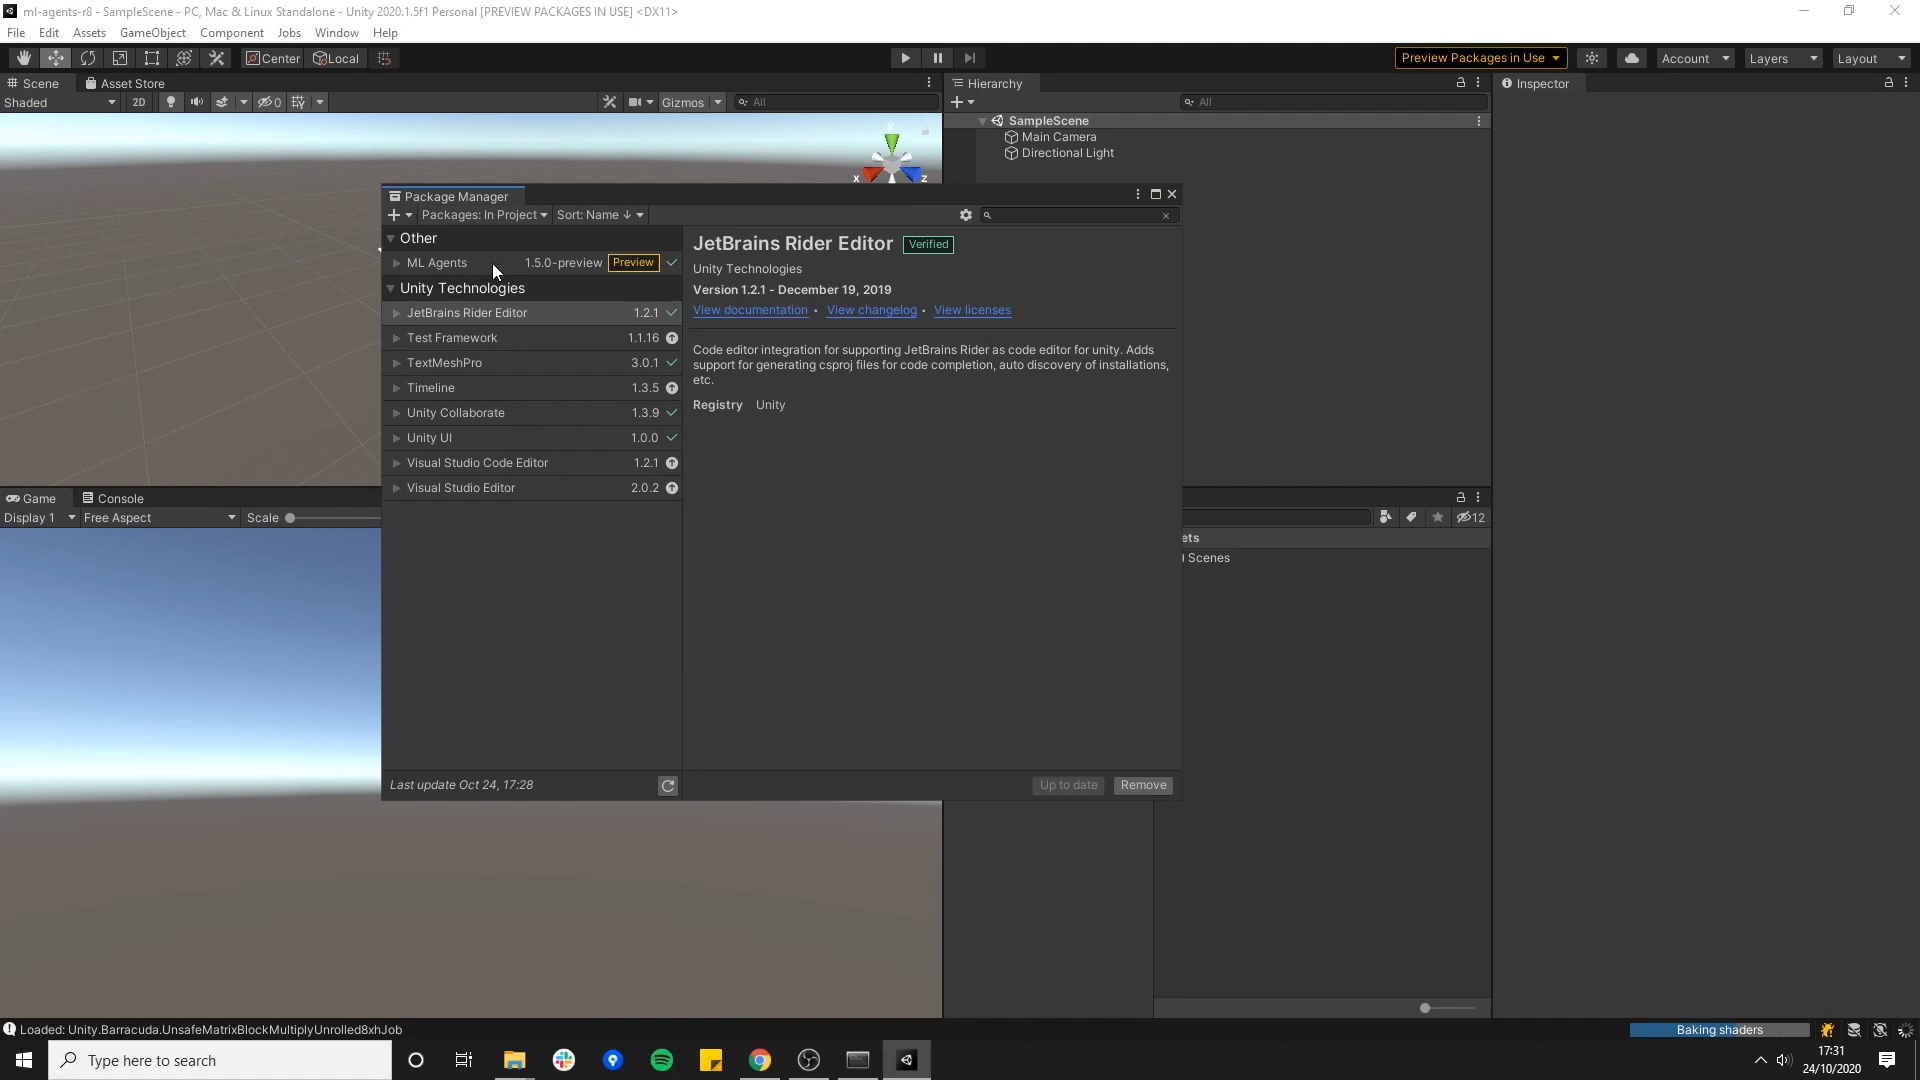 ml-agents-r8 - SampleScene - PC, Mac & Linux Standalone - Unity 2020.1.5f1 Personal [PREVIEW PACKAGES IN USE] <DX11>
File Edit Assets GameObject Component Jobs Window Help
Center Local Preview Packages in Use Account Layers Layout
Scene Asset Store Hierarchy Inspector
Shaded 2D 0 Gizmos All All
SampleScene
Main Camera
Directional Light
y
x z
Package Manager
Packages: In Project Sort: Name ↓
Other
ML Agents 1.5.0-preview Preview
Unity Technologies
JetBrains Rider Editor 1.2.1
Test Framework 1.1.16
TextMeshPro 3.0.1
Timeline 1.3.5
Unity Collaborate 1.3.9
Unity UI 1.0.0
Visual Studio Code Editor 1.2.1
Visual Studio Editor 2.0.2
Last update Oct 24, 17:28
JetBrains Rider Editor Verified
Unity Technologies
Version 1.2.1 - December 19, 2019
View documentation • View changelog • View licenses
Code editor integration for supporting JetBrains Rider as code editor for unity. Adds
support for generating csproj files for code completion, auto discovery of installations,
etc.
Registry Unity
Up to date Remove
Game Console
Display 1 Free Aspect Scale
12
ets
Scenes
Loaded: Unity.Barracuda.UnsafeMatrixBlockMultiplyUnrolled8xhJob
Baking shaders
Type here to search
17:31
24/10/2020